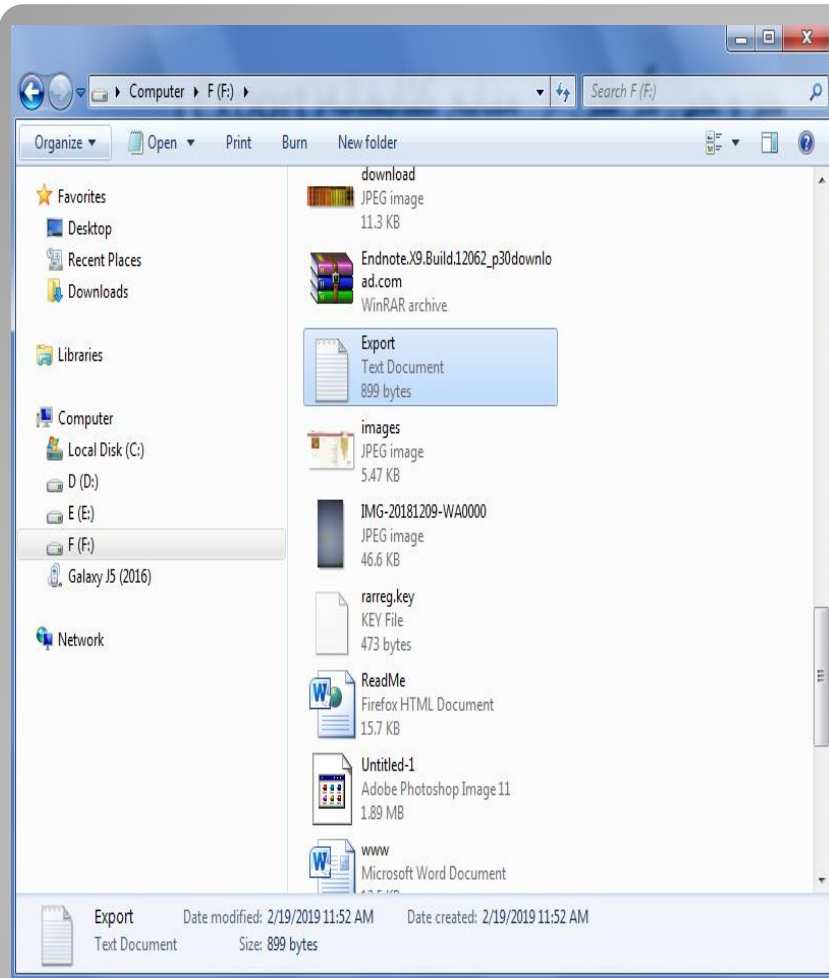 Computer ▸ F (F:) ▸
Search F (F:)
Organize ▾ Open ▾ Print Burn New folder
Favorites
Desktop
Recent Places
Downloads
Libraries
Computer
Local Disk (C:)
D (D:)
E (E:)
F (F:)
Galaxy J5 (2016)
Network
download
JPEG image
11.3 KB
Endnote.X9.Build.12062_p30downlo
ad.com
WinRAR archive
Export
Text Document
899 bytes
images
JPEG image
5.47 KB
IMG-20181209-WA0000
JPEG image
46.6 KB
rarreg.key
KEY File
473 bytes
ReadMe
Firefox HTML Document
15.7 KB
Untitled-1
Adobe Photoshop Image 11
1.89 MB
www
Microsoft Word Document
Export Date modified: 2/19/2019 11:52 AM Date created: 2/19/2019 11:52 AM
Text Document Size: 899 bytes